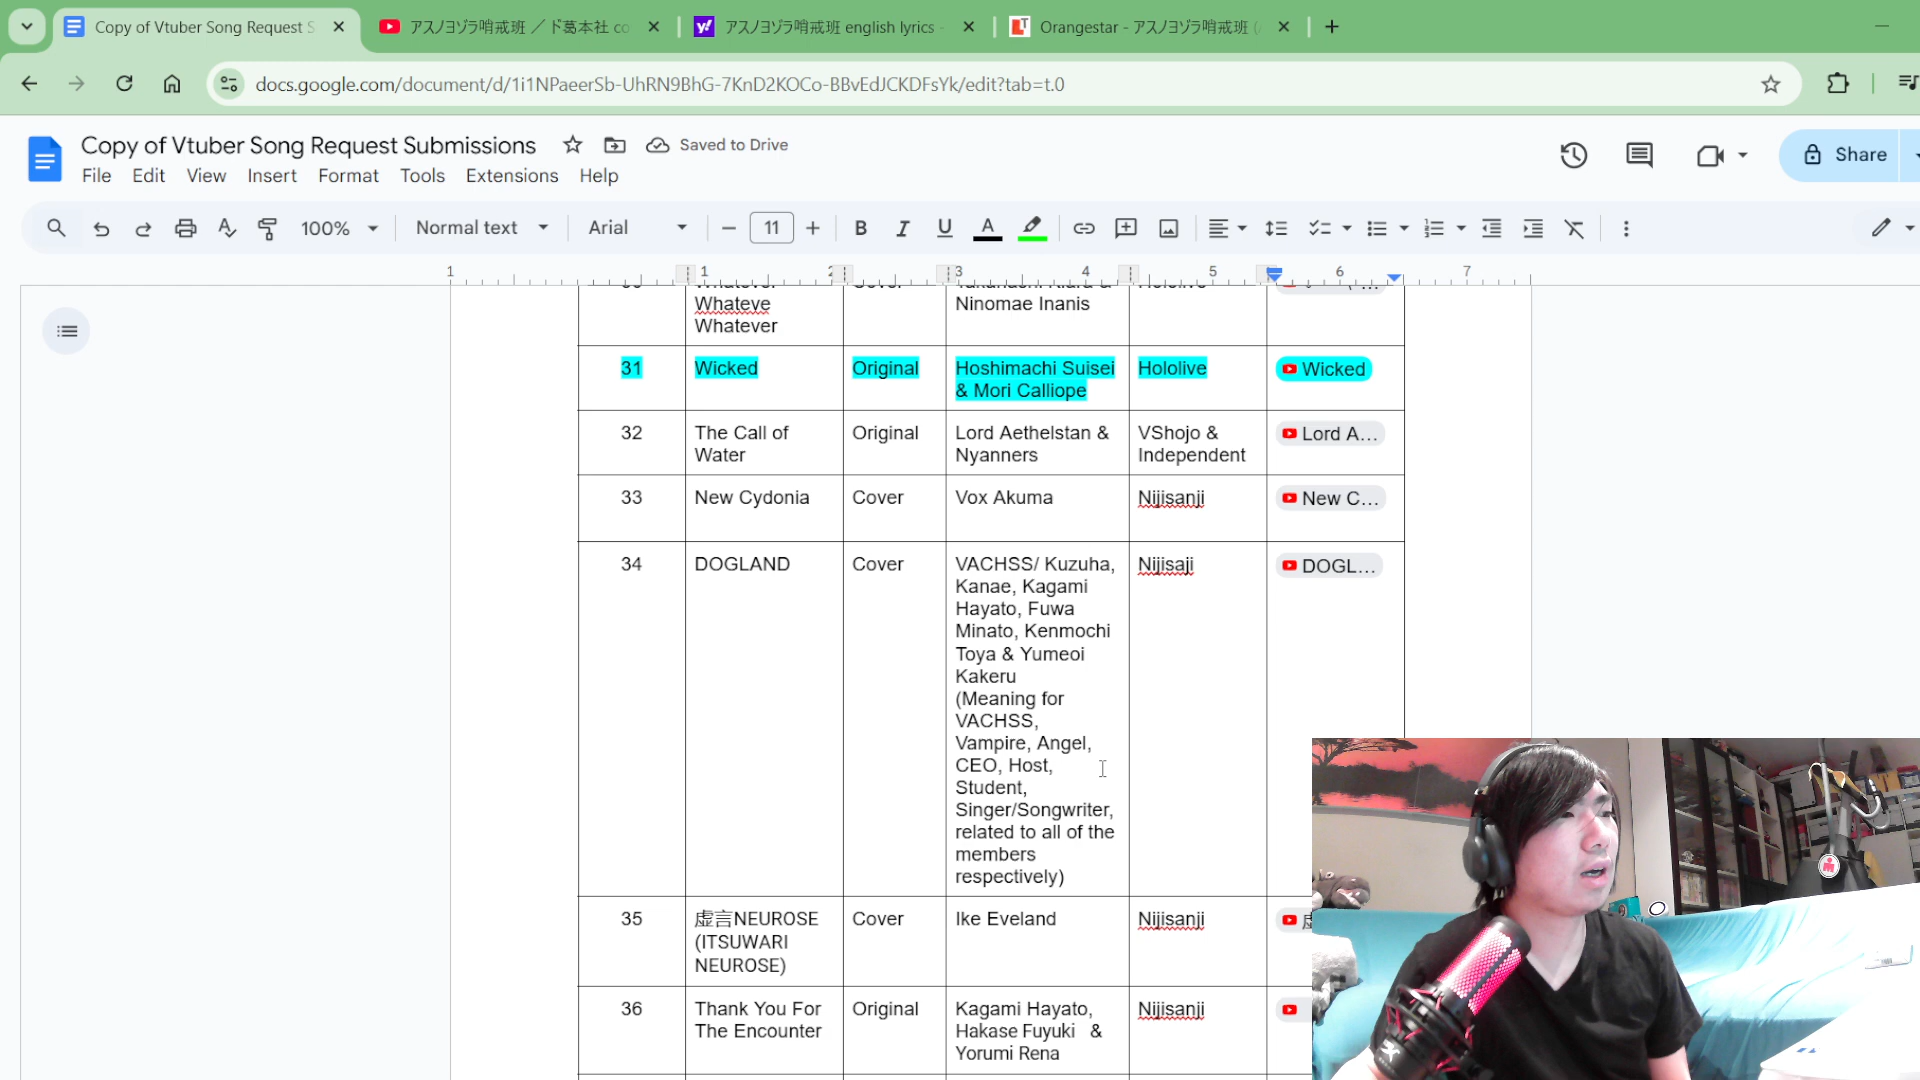 Copy of Vtuber Song Request S
アスノヨゾラ哨戒班 ／ ド葛本社 co
アスノヨゾラ哨戒班 english lyrics -
Orangestar - アスノヨゾラ哨戒班 (
docs.google.com/document/d/1i1NPaeerSb-UhRN9BhG-7KnD2KOCo-BBvEdJCKDFsYk/edit?tab=t.0
Copy of Vtuber Song Request Submissions
Saved to Drive
File Edit View Insert Format Tools Extensions Help
Share
100% Normal text Arial 11
1 1 2 3 4 5 6 7
Whateve
Whatever
Ninomae Inanis
31 Wicked Original Hoshimachi Suisei & Mori Calliope Hololive Wicked
32 The Call of Water Original Lord Aethelstan & Nyanners VShojo & Independent Lord A...
33 New Cydonia Cover Vox Akuma Nijisanji New C...
34 DOGLAND Cover VACHSS/ Kuzuha, Nijisaji DOGL...
Kanae, Kagami
Hayato, Fuwa
Minato, Kenmochi
Toya & Yumeoi
Kakeru
(Meaning for
VACHSS,
Vampire, Angel,
CEO, Host,
Student,
Singer/Songwriter,
related to all of the
members
respectively)
35 虚言NEUROSE (ITSUWARI NEUROSE) Cover Ike Eveland Nijisanji
36 Thank You For The Encounter Original Kagami Hayato, Hakase Fuyuki & Yorumi Rena Nijisanji